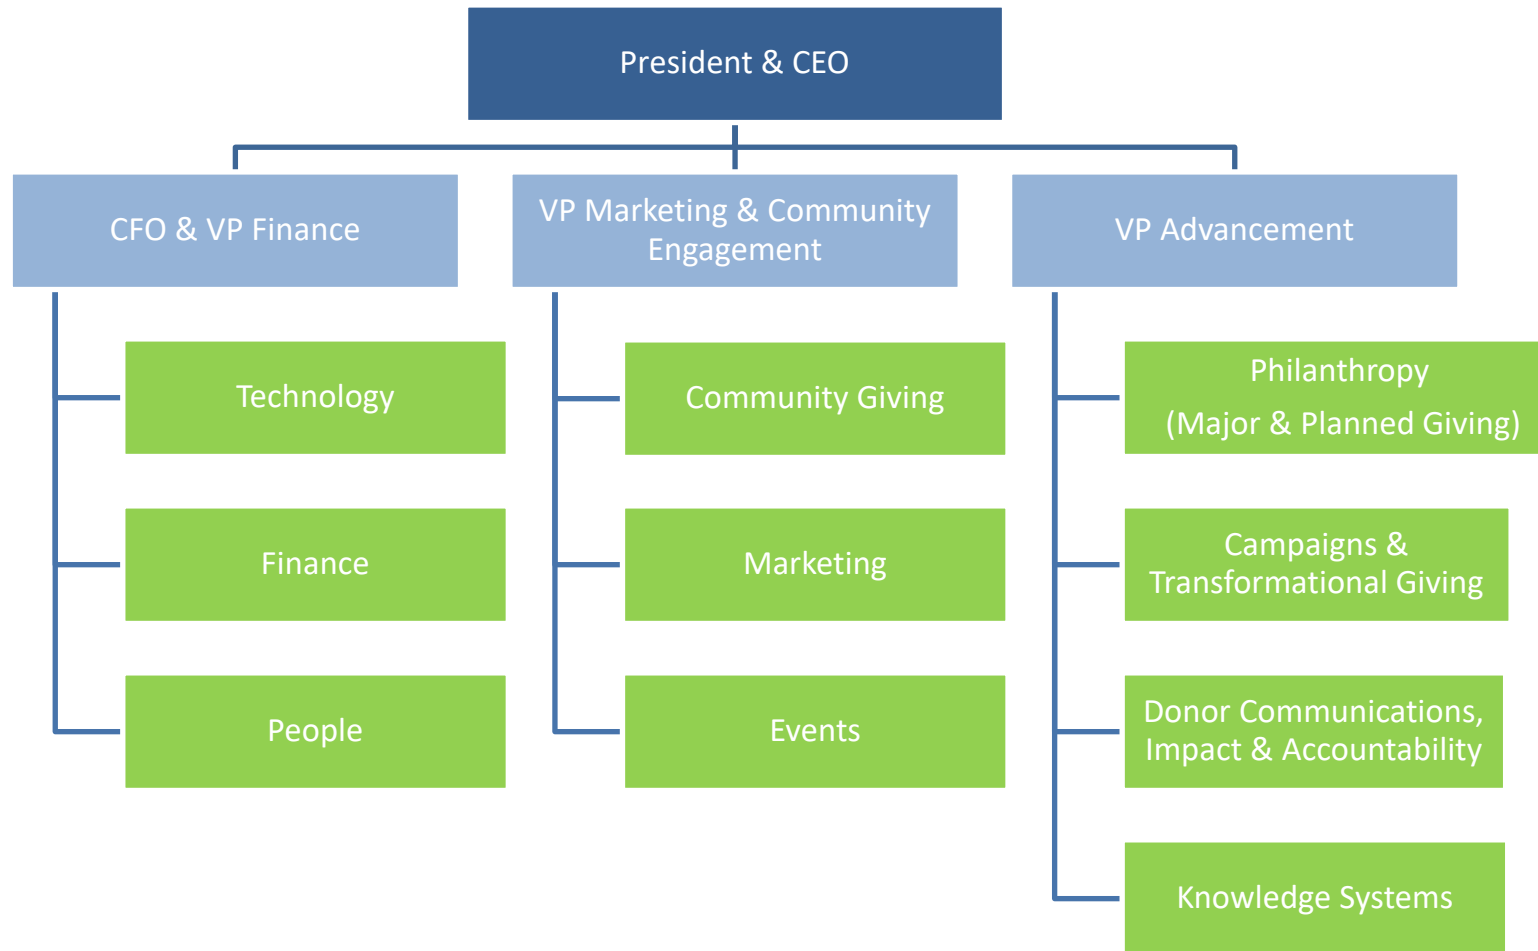 President & CEO
CFO & VP Finance
VP Marketing & Community
Engagement
VP Advancement
Technology
Finance
People
Community Giving
Marketing
Events
Philanthropy
(Major & Planned Giving)
Campaigns &
Transformational Giving
Donor Communications,
Impact & Accountability
Knowledge Systems